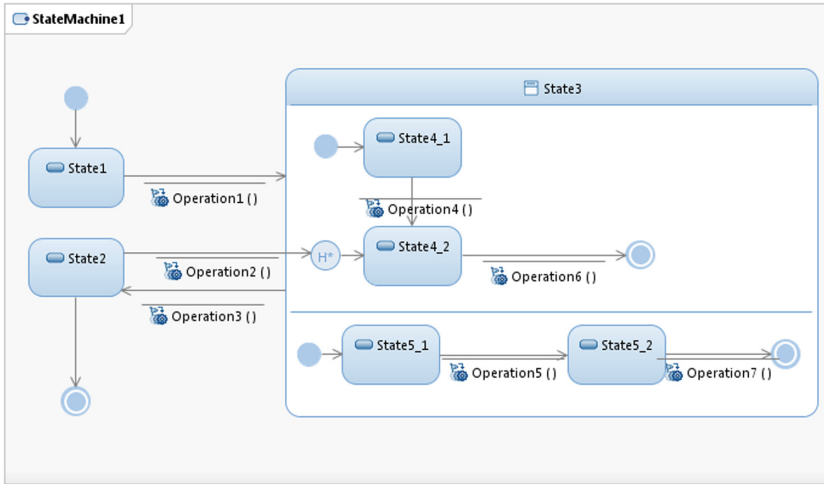 StateMachine1
State3
State4_1
State1
Operation1 ()
Operation4 ()
State2
State4_2
H*
Operation2 ()
Operation6 ()
Operation3 ()
State5_1
State5_2
Operation5 ()
Operation7 ()